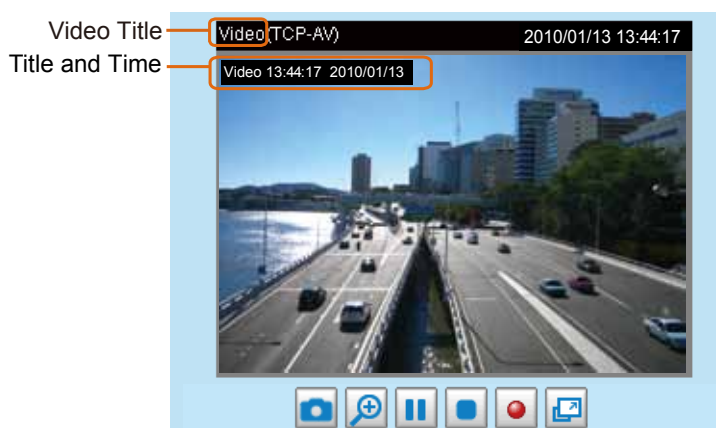 Video Title
Video(TCP-AV)
2010/01/13 13:44:17
Title and Time
Video 13:44:17 2010/01/13